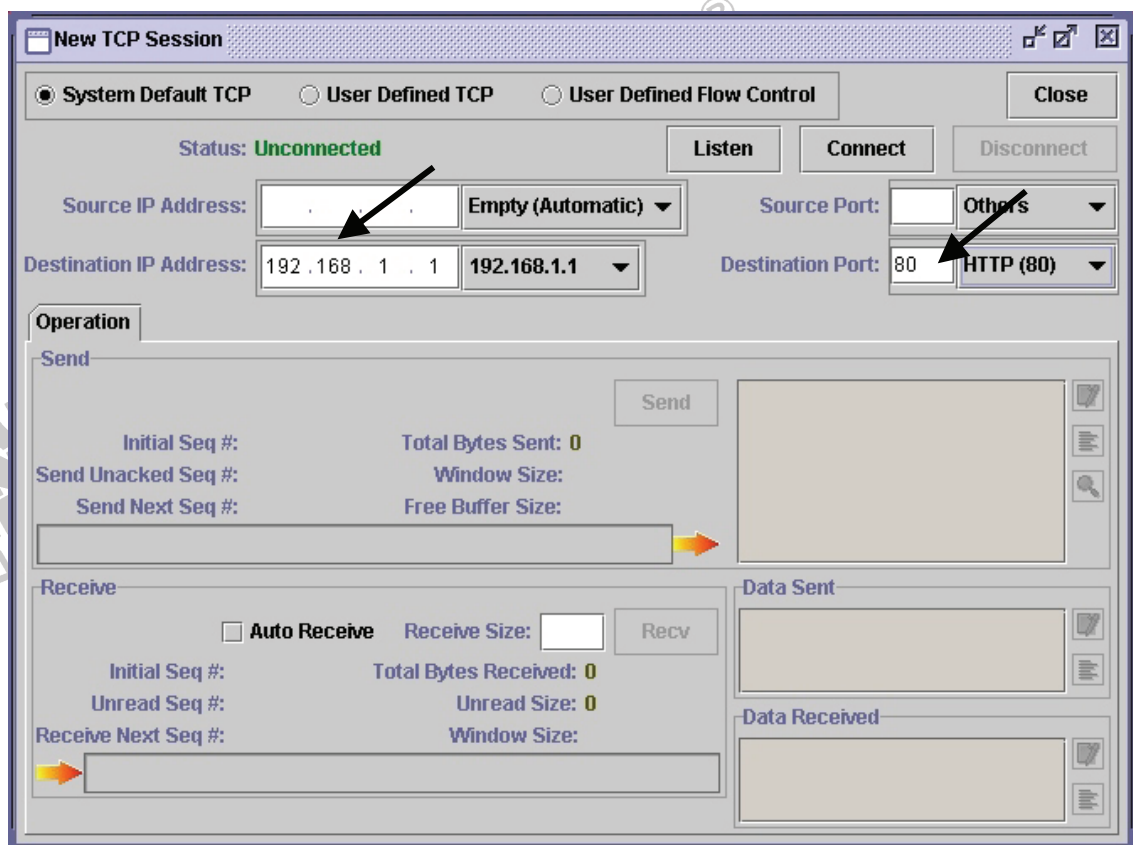 New TCP Session
System Default TCP User Defined TCP User Defined Flow Control Close
Status: Unconnected Listen Connect Disconnect
Source IP Address: . . . Empty (Automatic) Source Port: Others
Destination IP Address: 192 .168 . 1 . 1 192.168.1.1 Destination Port: 80 HTTP (80)
Operation
Send
Send
Initial Seq #: Total Bytes Sent: 0
Send Unacked Seq #: Window Size:
Send Next Seq #: Free Buffer Size:
Receive Data Sent
Auto Receive Receive Size: Recv
Initial Seq #: Total Bytes Received: 0
Unread Seq #: Unread Size: 0
Data Received
Receive Next Seq #: Window Size: